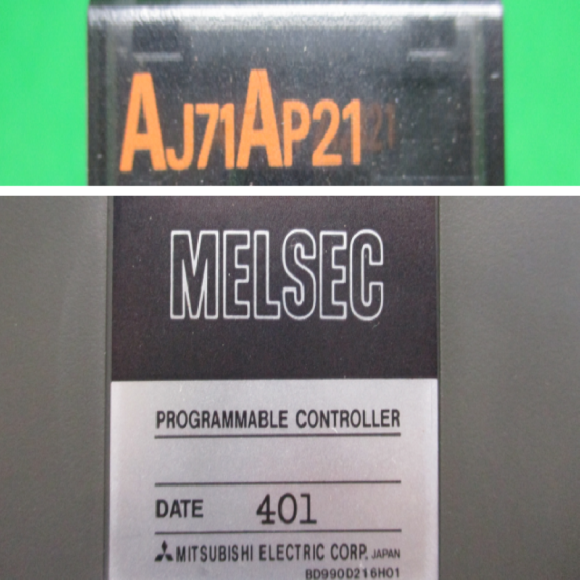 AJ71AP21
MELSEC
PROGRAMMABLE CONTROLLER
DATE 401
MITSUBISHI ELECTRIC CORP. JAPAN
BD990D216H01